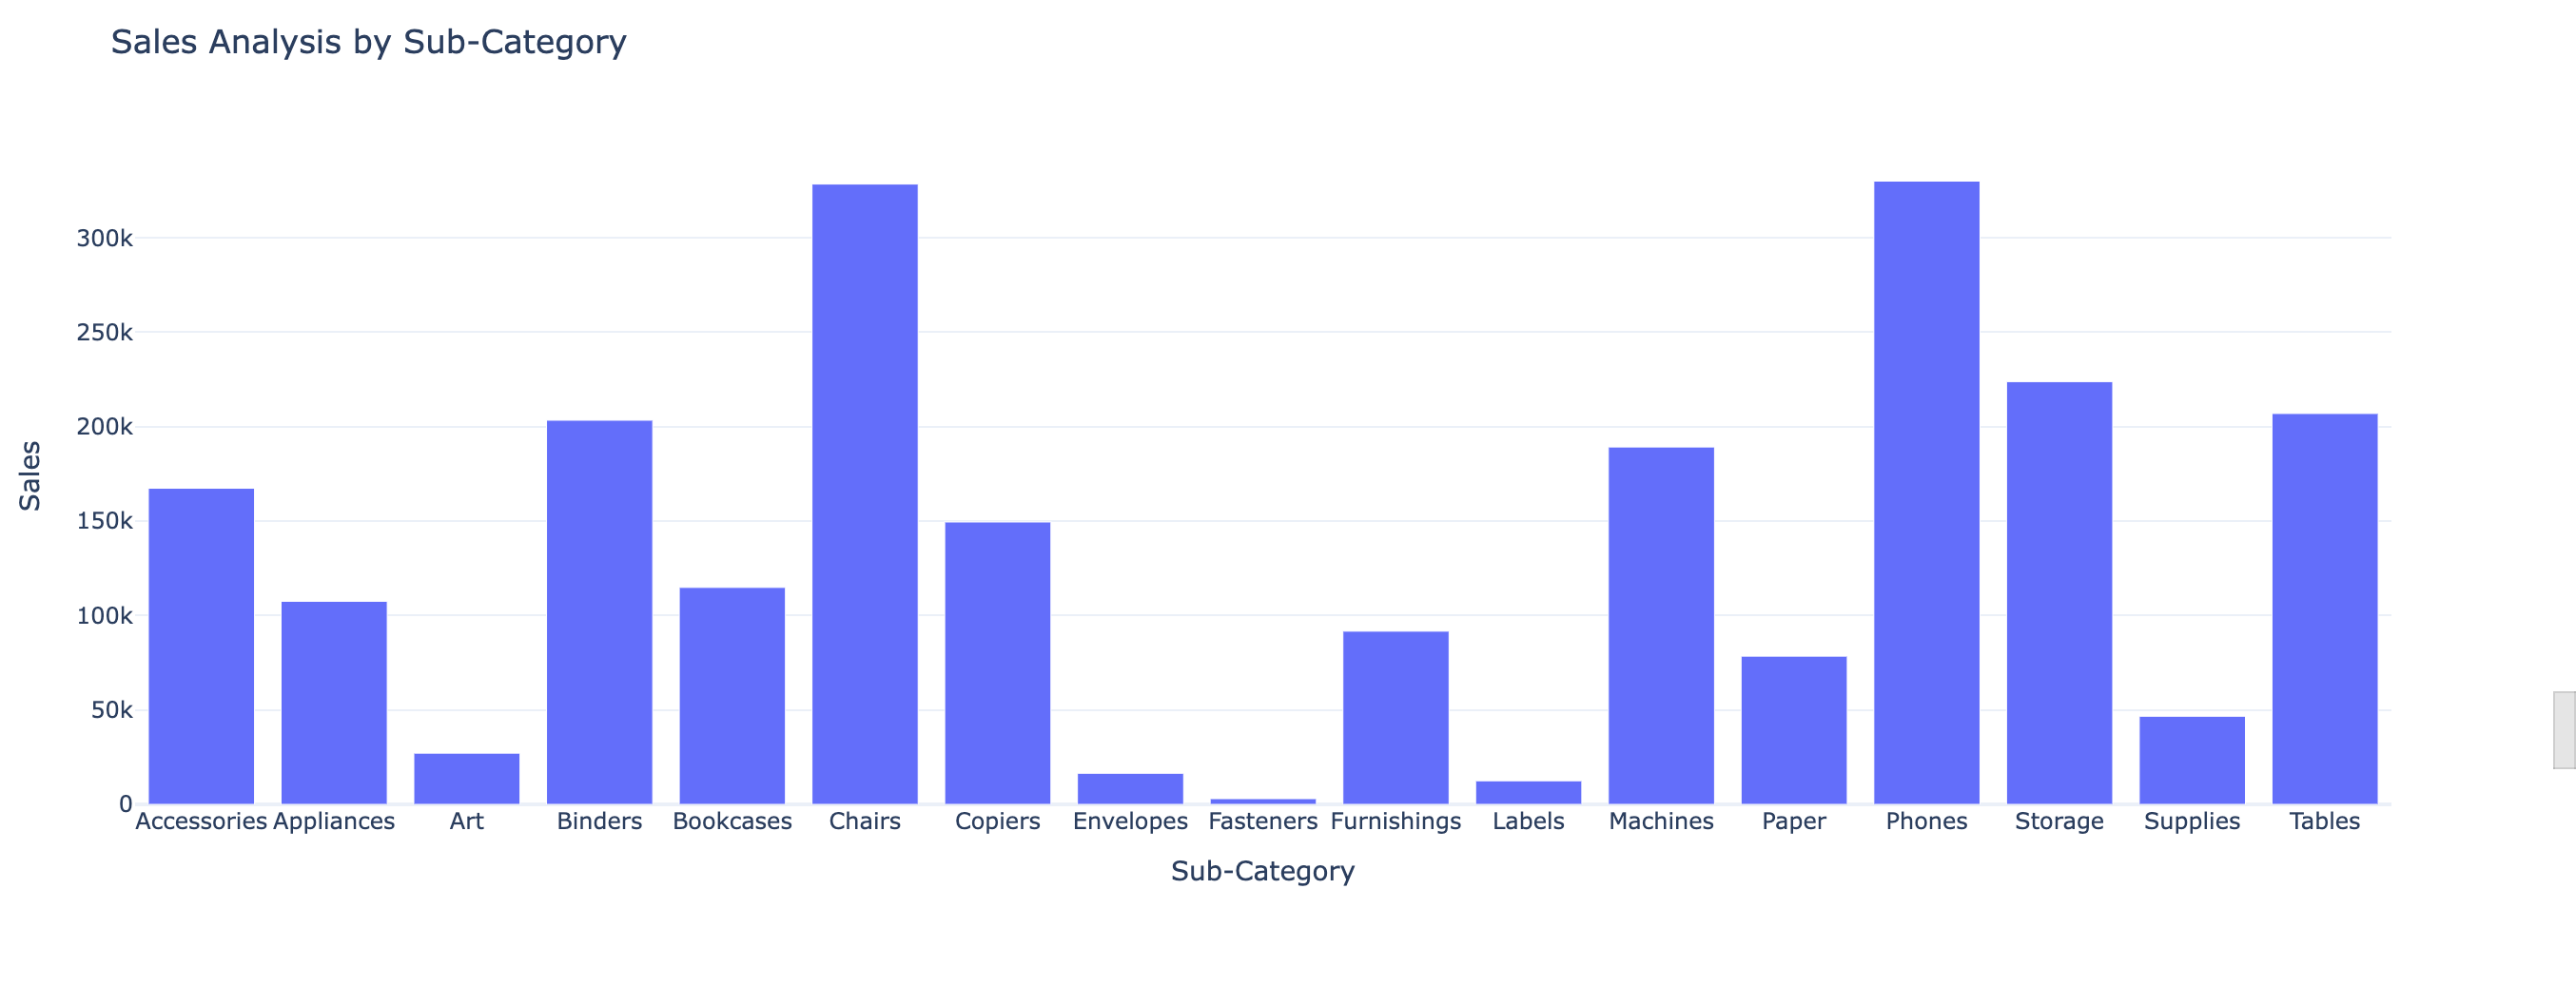 Sales Analysis by Sub-Category
300k
250k
200k
150k
100k
50k
0
Sales
Accessories Appliances Art Binders Bookcases Chairs Copiers Envelopes Fasteners Furnishings Labels Machines Paper Phones Storage Supplies Tables
Sub-Category